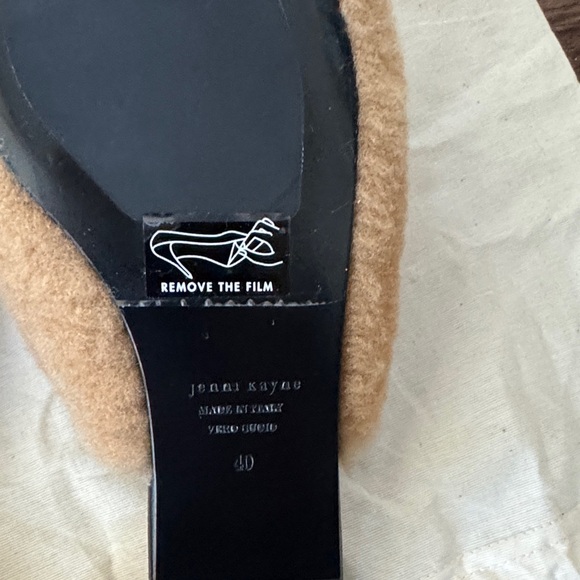 REMOVE THE FILM
jenni kayne
MADE IN ITALY
VERO CUOIO
40